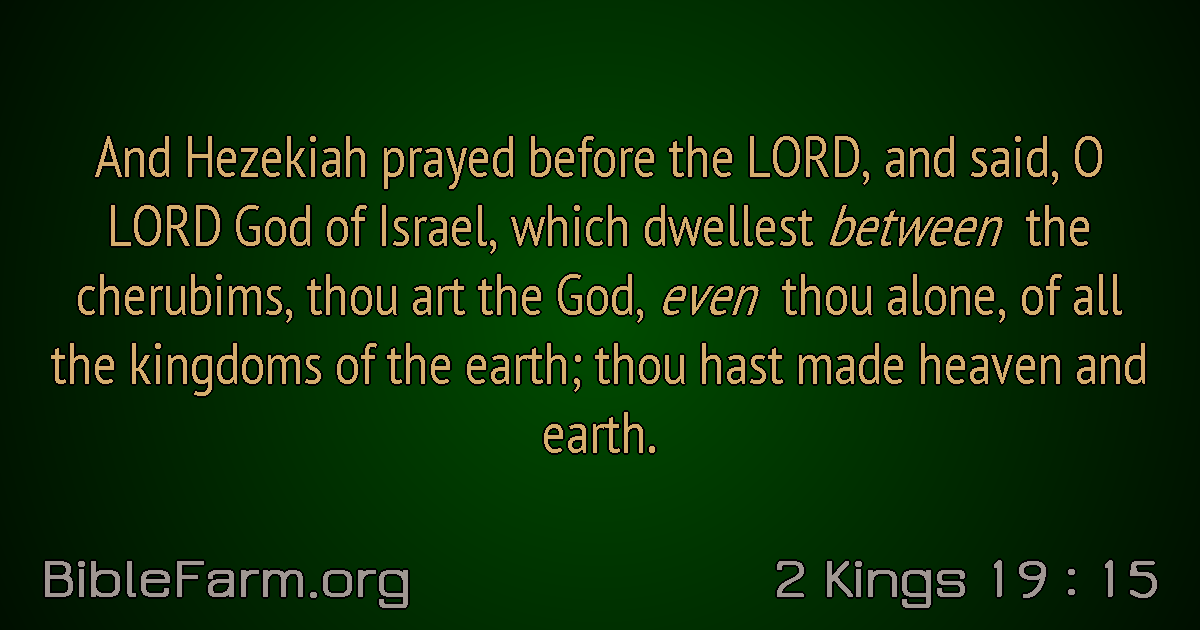 And Hezekiah prayed before the LORD, and said, O
LORD God of Israel, which dwellest between the
cherubims, thou art the God, even thou alone, of all
the kingdoms of the earth; thou hast made heaven and
earth.
BibleFarm.org
2 Kings 19 : 15